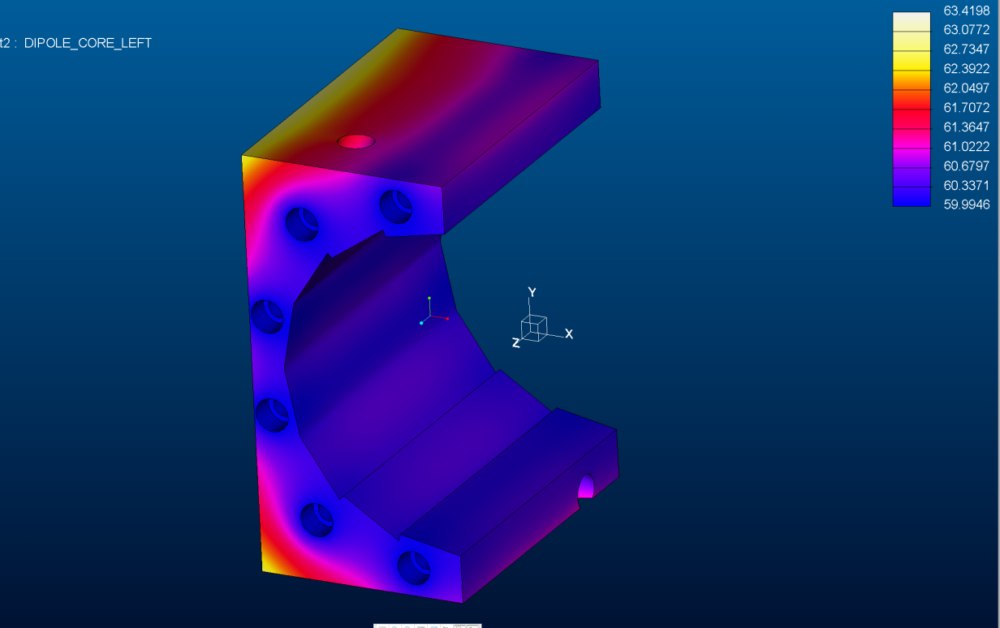 t2 : DIPOLE_CORE_LEFT
63.4198
63.0772
62.7347
62.3922
62.0497
61.7072
61.3647
61.0222
60.6797
60.3371
59.9946
Y
X
Z